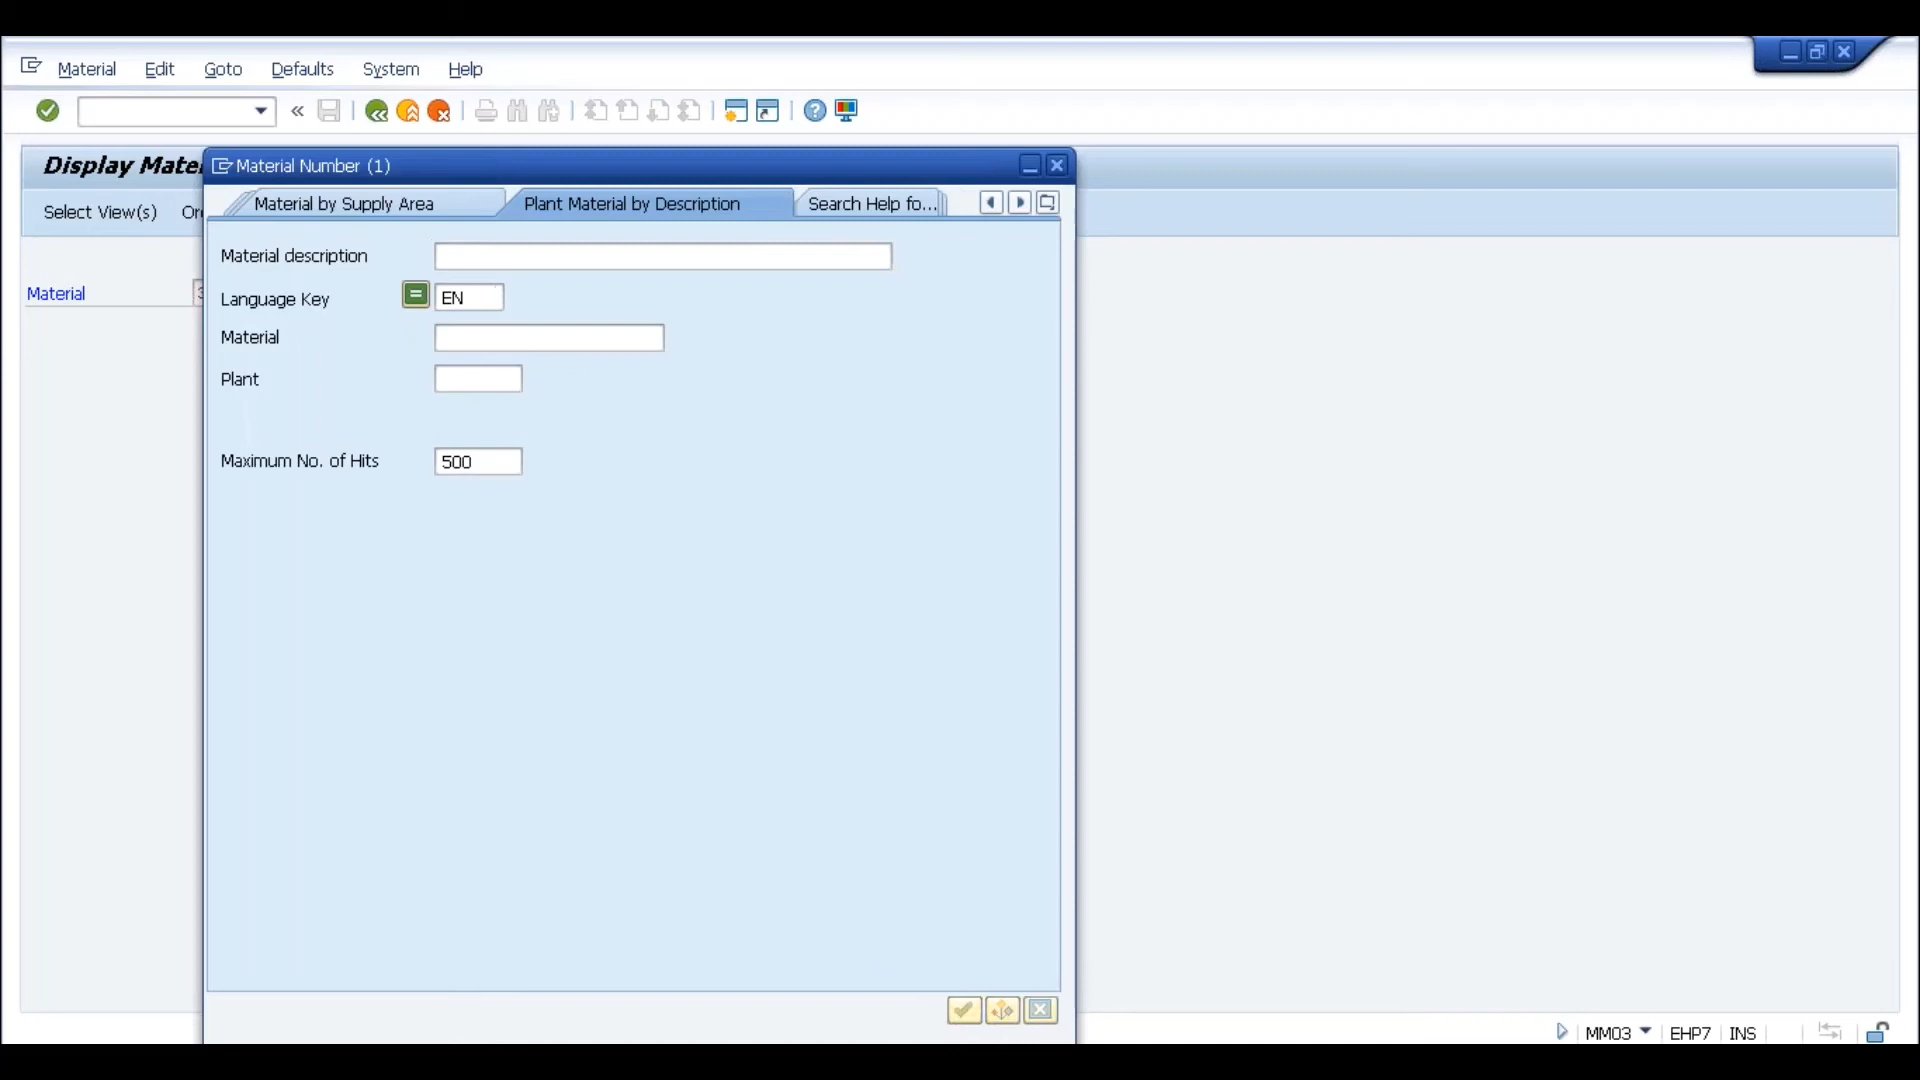 Material Edit Goto Defaults System Help
Display Mate
Material Number (1)
Material by Supply Area Plant Material by Description Search Help fo...
Select View(s)
Material description
Language Key EN
Material
Plant
Material
Maximum No. of Hits 500
MM03 EHP7 INS